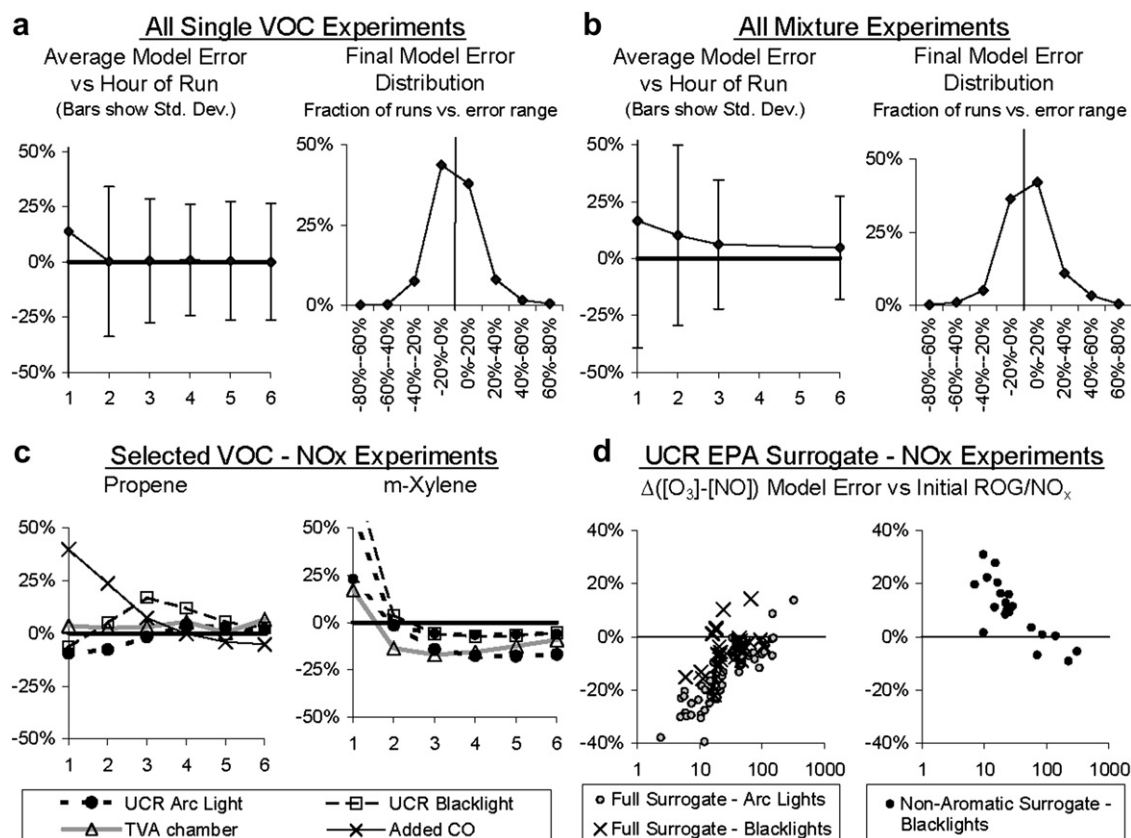 a All Single VOC Experiments
Average Model Error
vs Hour of Run
(Bars show Std. Dev.)
50%
25%
0%
-25%
-50%
1 2 3 4 5 6
Final Model Error
Distribution
Fraction of runs vs. error range
50%
25%
0%
-80%--60%
-60%--40%
-40%--20%
-20%-0%
0%-20%
20%-40%
40%-60%
60%-80%
b All Mixture Experiments
Average Model Error
vs Hour of Run
(Bars show Std. Dev.)
50%
25%
0%
-25%
-50%
1 2 3 4 5 6
Final Model Error
Distribution
Fraction of runs vs. error range
50%
25%
0%
-80%--60%
-60%--40%
-40%--20%
-20%-0%
0%-20%
20%-40%
40%-60%
60%-80%
c Selected VOC - NOx Experiments
Propene
50%
25%
0%
-25%
-50%
1 2 3 4 5 6
m-Xylene
50%
25%
0%
-25%
-50%
1 2 3 4 5 6
UCR Arc Light
UCR Blacklight
TVA chamber
Added CO
d UCR EPA Surrogate - NOx Experiments
Δ([O₃]-[NO]) Model Error vs Initial ROG/NOₓ
40%
20%
0%
-20%
-40%
1 10 100 1000
40%
20%
0%
-20%
-40%
1 10 100 1000
Full Surrogate - Arc Lights
Full Surrogate - Blacklights
Non-Aromatic Surrogate -
Blacklights